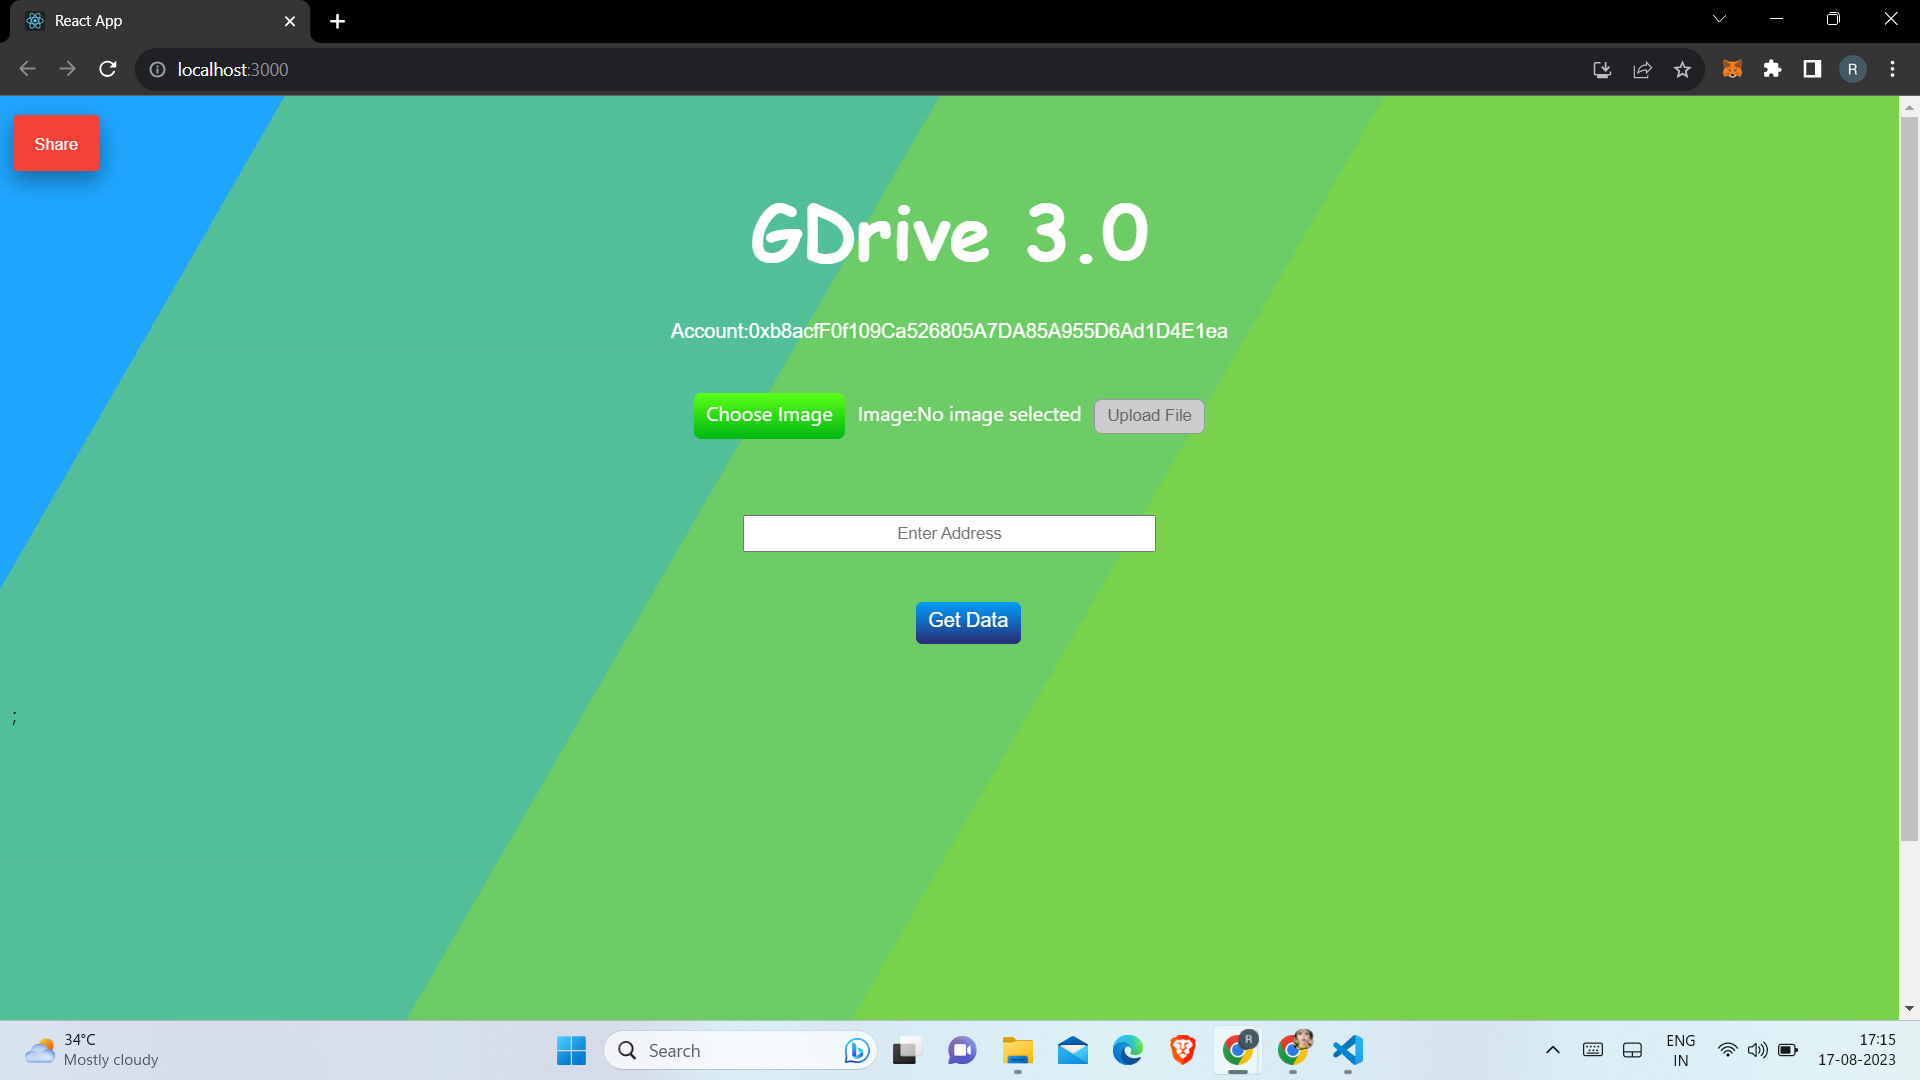 React App
localhost:3000
R
Share
GDrive 3.0
Account:0xb8acfF0f109Ca526805A7DA85A955D6Ad1D4E1ea
Choose Image Image:No image selected Upload File
Enter Address
Get Data
;
34°C
Mostly cloudy
Search
R
ENG
IN
17:15
17-08-2023